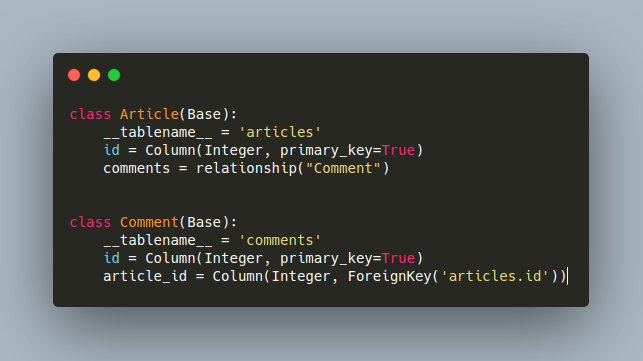 class Article(Base):
    __tablename__ = 'articles'
    id = Column(Integer, primary_key=True)
    comments = relationship("Comment")
class Comment(Base):
    __tablename__ = 'comments'
    id = Column(Integer, primary_key=True)
    article_id = Column(Integer, ForeignKey('articles.id'))